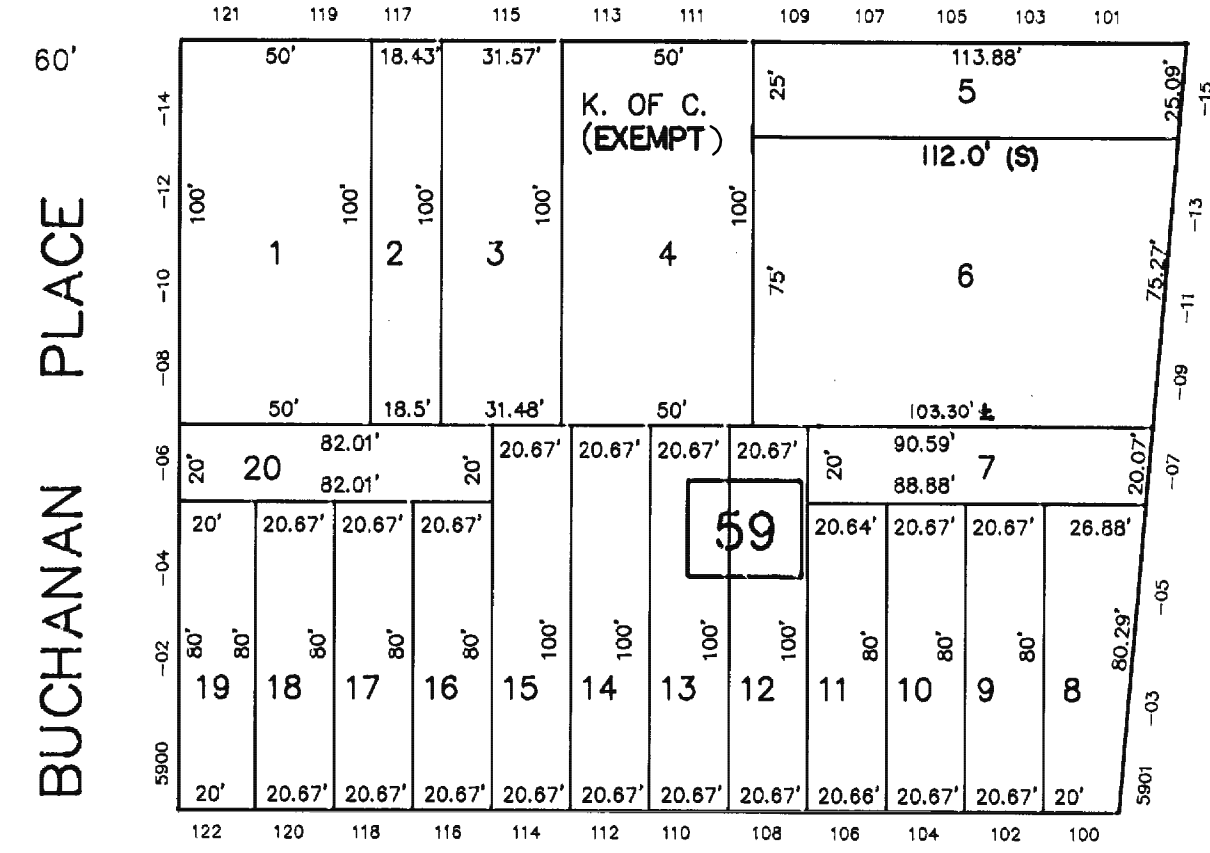 121 119 117 115 113 111 109 107 105 103 101
60'
50' 18.43' 31.57' 50' 113.88'
25' 5 25.09' -15
-14
K. OF C.
(EXEMPT)
112.0' (S)
-12 100' 100' 100' 100' 100' -13
1 2 3 4 6
75' 75.27'
-10 -11
-08 -09
50' 18.5' 31.48' 50' 103.30' ±
BUCHANAN PLACE
-06 20' 20 82.01' 20' 20.67' 20.67' 20.67' 20.67' 20' 90.59' 7 20.07' -07
82.01' 88.88'
59
20' 20.67' 20.67' 20.67' 20.64' 20.67' 20.67' 26.88'
-04 -05
-02 80' 80' 80' 80' 80' 100' 100' 100' 100' 80' 80' 80' 80.29'
19 18 17 16 15 14 13 12 11 10 9 8
-03
5900 5901
20' 20.67' 20.67' 20.67' 20.67' 20.67' 20.67' 20.67' 20.66' 20.67' 20.67' 20'
122 120 118 116 114 112 110 108 106 104 102 100